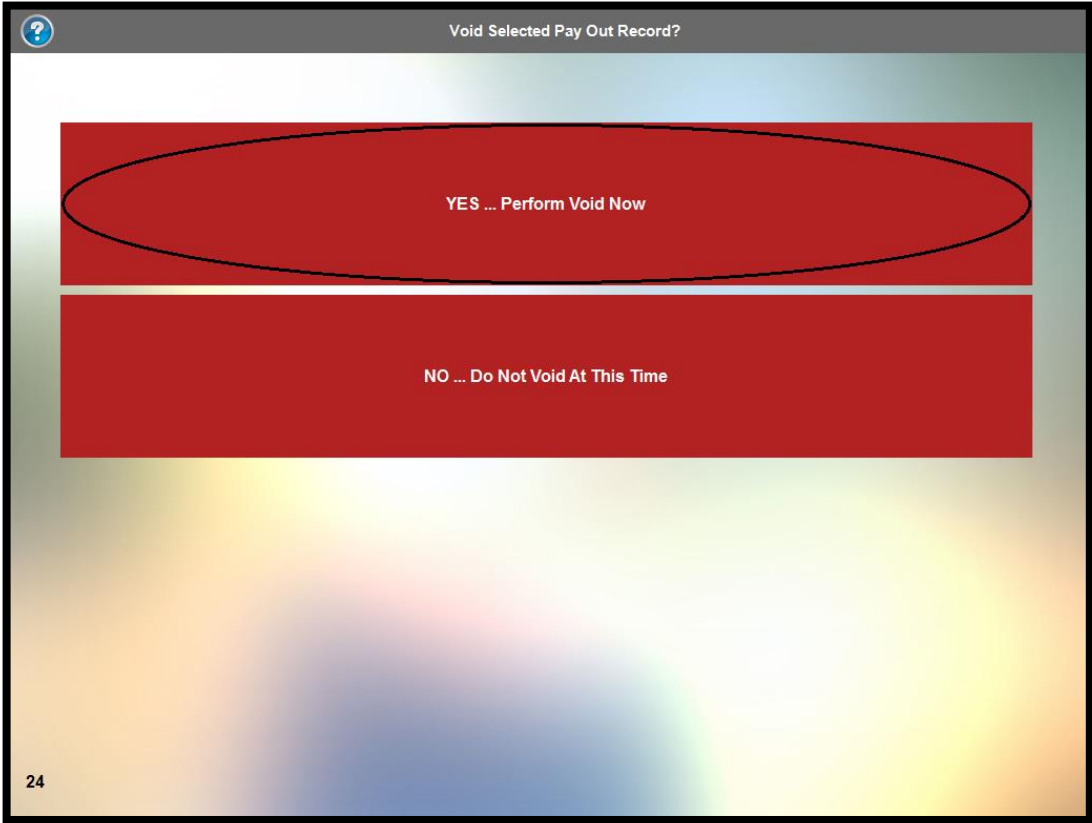 ?
Void Selected Pay Out Record?
YES ... Perform Void Now
NO ... Do Not Void At This Time
24